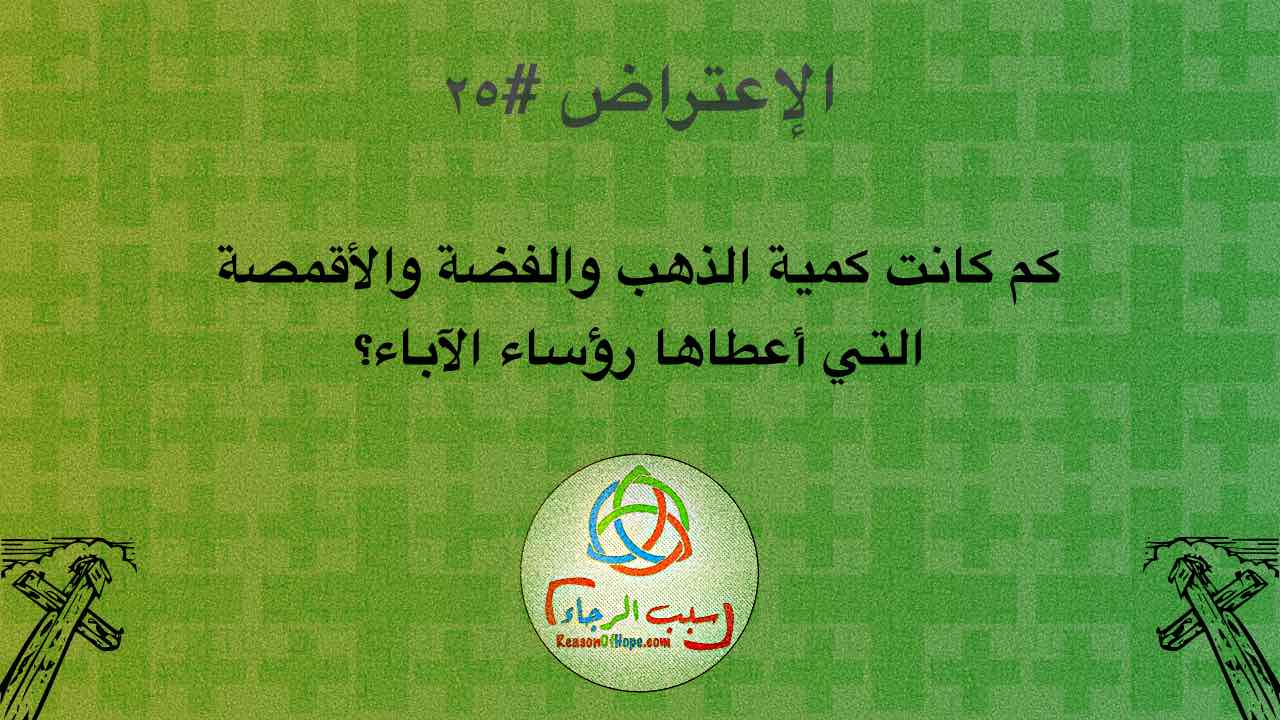 الإعتراض #٢٥
كم كانت كمية الذهب والفضة والأقمصة
التي أعطاها رؤساء الآباء؟
سبب الرجاء
ReasonOfHope.com